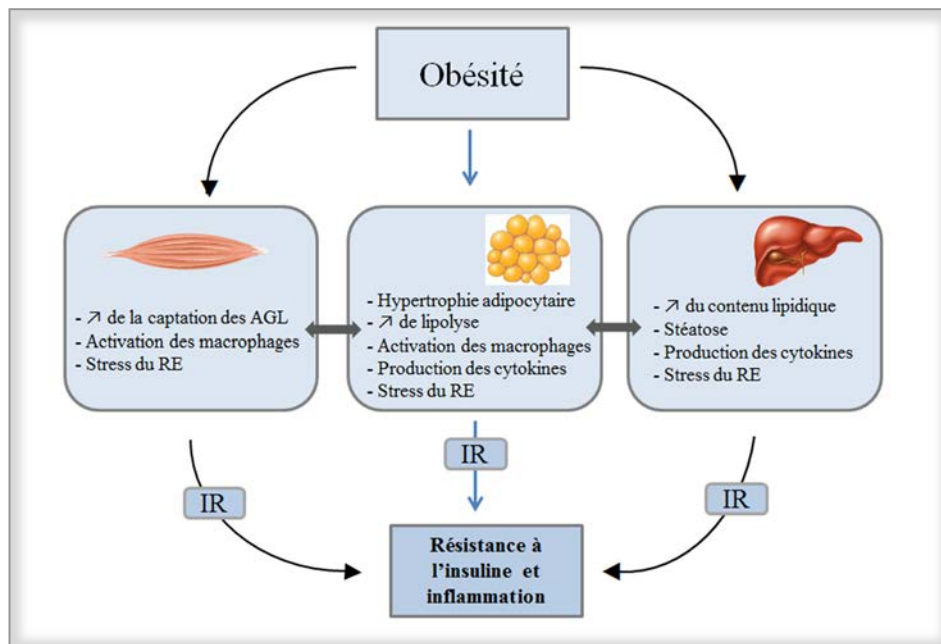 Obésité
- ↗ de la captation des AGL
- Activation des macrophages
- Stress du RE
- Hypertrophie adipocytaire
- ↗ de lipolyse
- Activation des macrophages
- Production des cytokines
- Stress du RE
- ↗ du contenu lipidique
- Stéatose
- Production des cytokines
- Stress du RE
IR
IR
IR
Résistance à
l’insuline et
inflammation